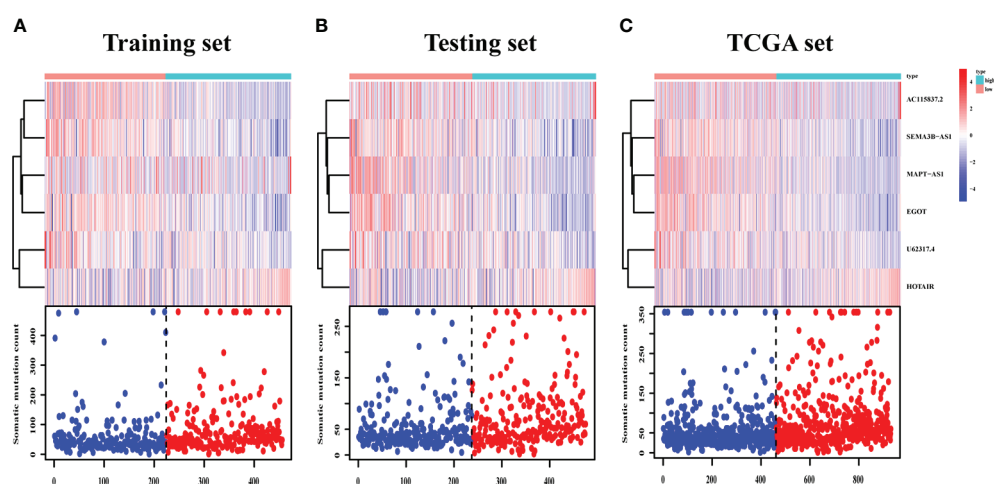 A
B
C
Training set
Testing set
TCGA set
type
AC115837.2
SEMA3B-AS1
MAPT-AS1
EGOT
U62317.4
HOTAIR
type
high
low
4
2
0
-2
-4
Somatic mutation count
0
100
200
300
400
0
200
400
Somatic mutation count
0
50
150
250
0
100
200
300
400
Somatic mutation count
0
50
100
150
200
250
300
350
0
200
400
600
800